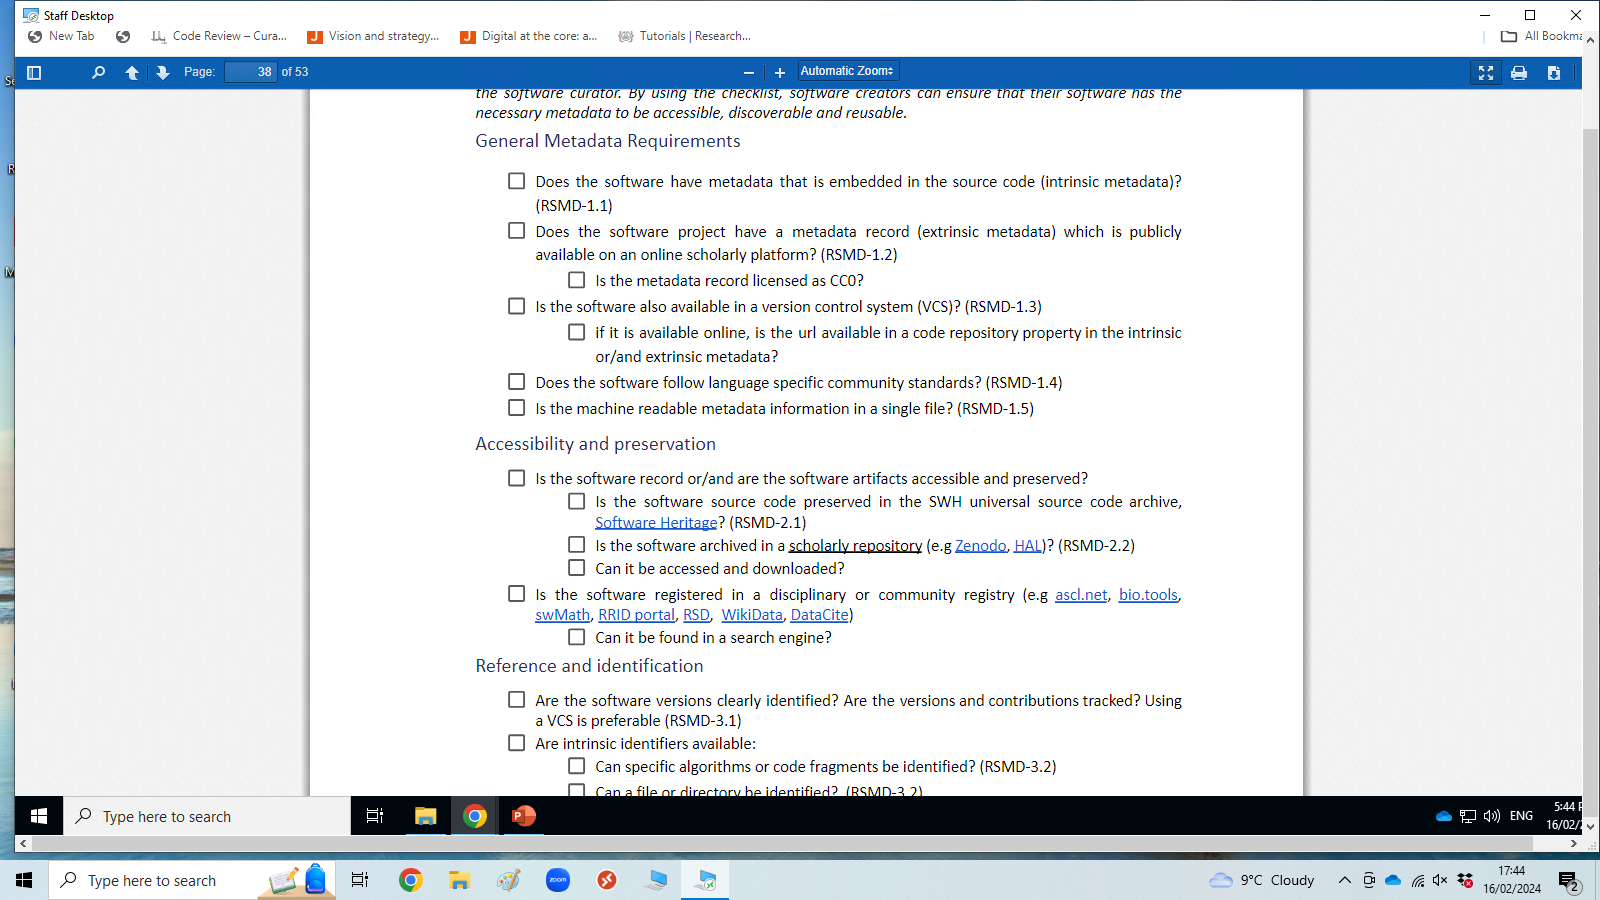 Staff Desktop
New Tab
Code Review – Cura...
Vision and strategy...
Digital at the core: a...
Tutorials | Research...
All Bookma
Page: 38 of 53
Automatic Zoom
the software curator. By using the checklist, software creators can ensure that their software has the
necessary metadata to be accessible, discoverable and reusable.
General Metadata Requirements
Does the software have metadata that is embedded in the source code (intrinsic metadata)?
(RSMD-1.1)
Does the software project have a metadata record (extrinsic metadata) which is publicly
available on an online scholarly platform? (RSMD-1.2)
Is the metadata record licensed as CC0?
Is the software also available in a version control system (VCS)? (RSMD-1.3)
if it is available online, is the url available in a code repository property in the intrinsic
or/and extrinsic metadata?
Does the software follow language specific community standards? (RSMD-1.4)
Is the machine readable metadata information in a single file? (RSMD-1.5)
Accessibility and preservation
Is the software record or/and are the software artifacts accessible and preserved?
Is the software source code preserved in the SWH universal source code archive,
Software Heritage? (RSMD-2.1)
Is the software archived in a scholarly repository (e.g Zenodo, HAL)? (RSMD-2.2)
Can it be accessed and downloaded?
Is the software registered in a disciplinary or community registry (e.g ascl.net, bio.tools,
swMath, RRID portal, RSD, WikiData, DataCite)
Can it be found in a search engine?
Reference and identification
Are the software versions clearly identified? Are the versions and contributions tracked? Using
a VCS is preferable (RSMD-3.1)
Are intrinsic identifiers available:
Can specific algorithms or code fragments be identified? (RSMD-3.2)
Can a file or directory be identified? (RSMD-3.2)
Type here to search
ENG
5:44 P
16/02/
Type here to search
zoom
9°C Cloudy
17:44
16/02/2024
2